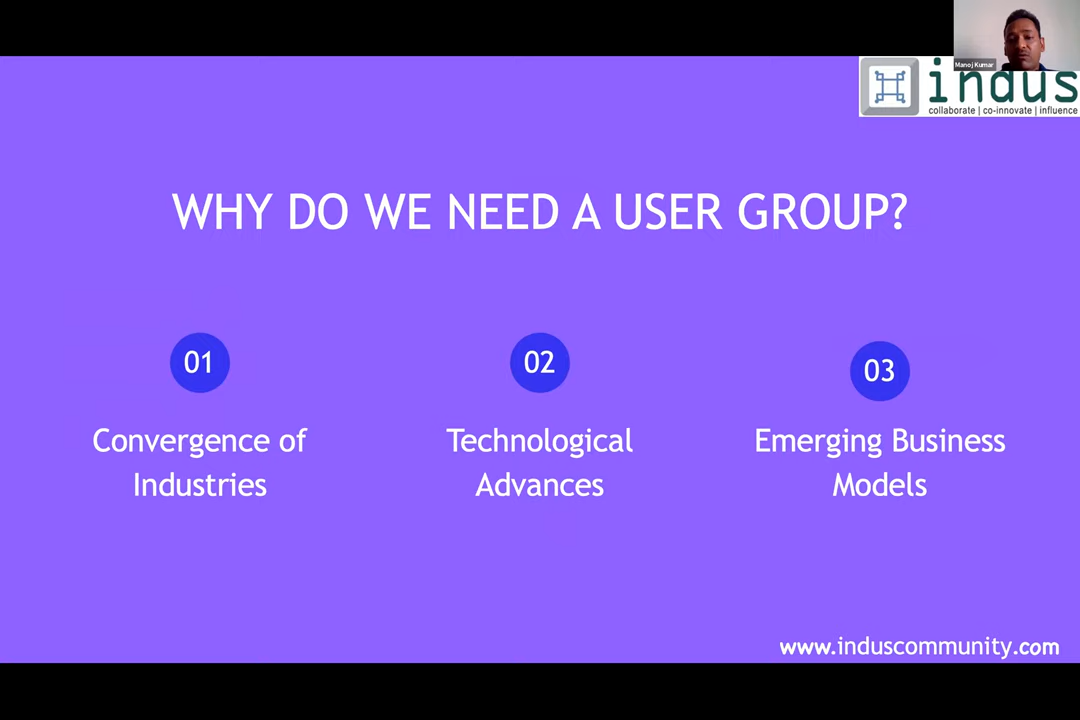 Manoj Kumar
indus
collaborate | co-innovate | influence
WHY DO WE NEED A USER GROUP?
01
02
03
Convergence of
Industries
Technological
Advances
Emerging Business
Models
www.induscommunity.com